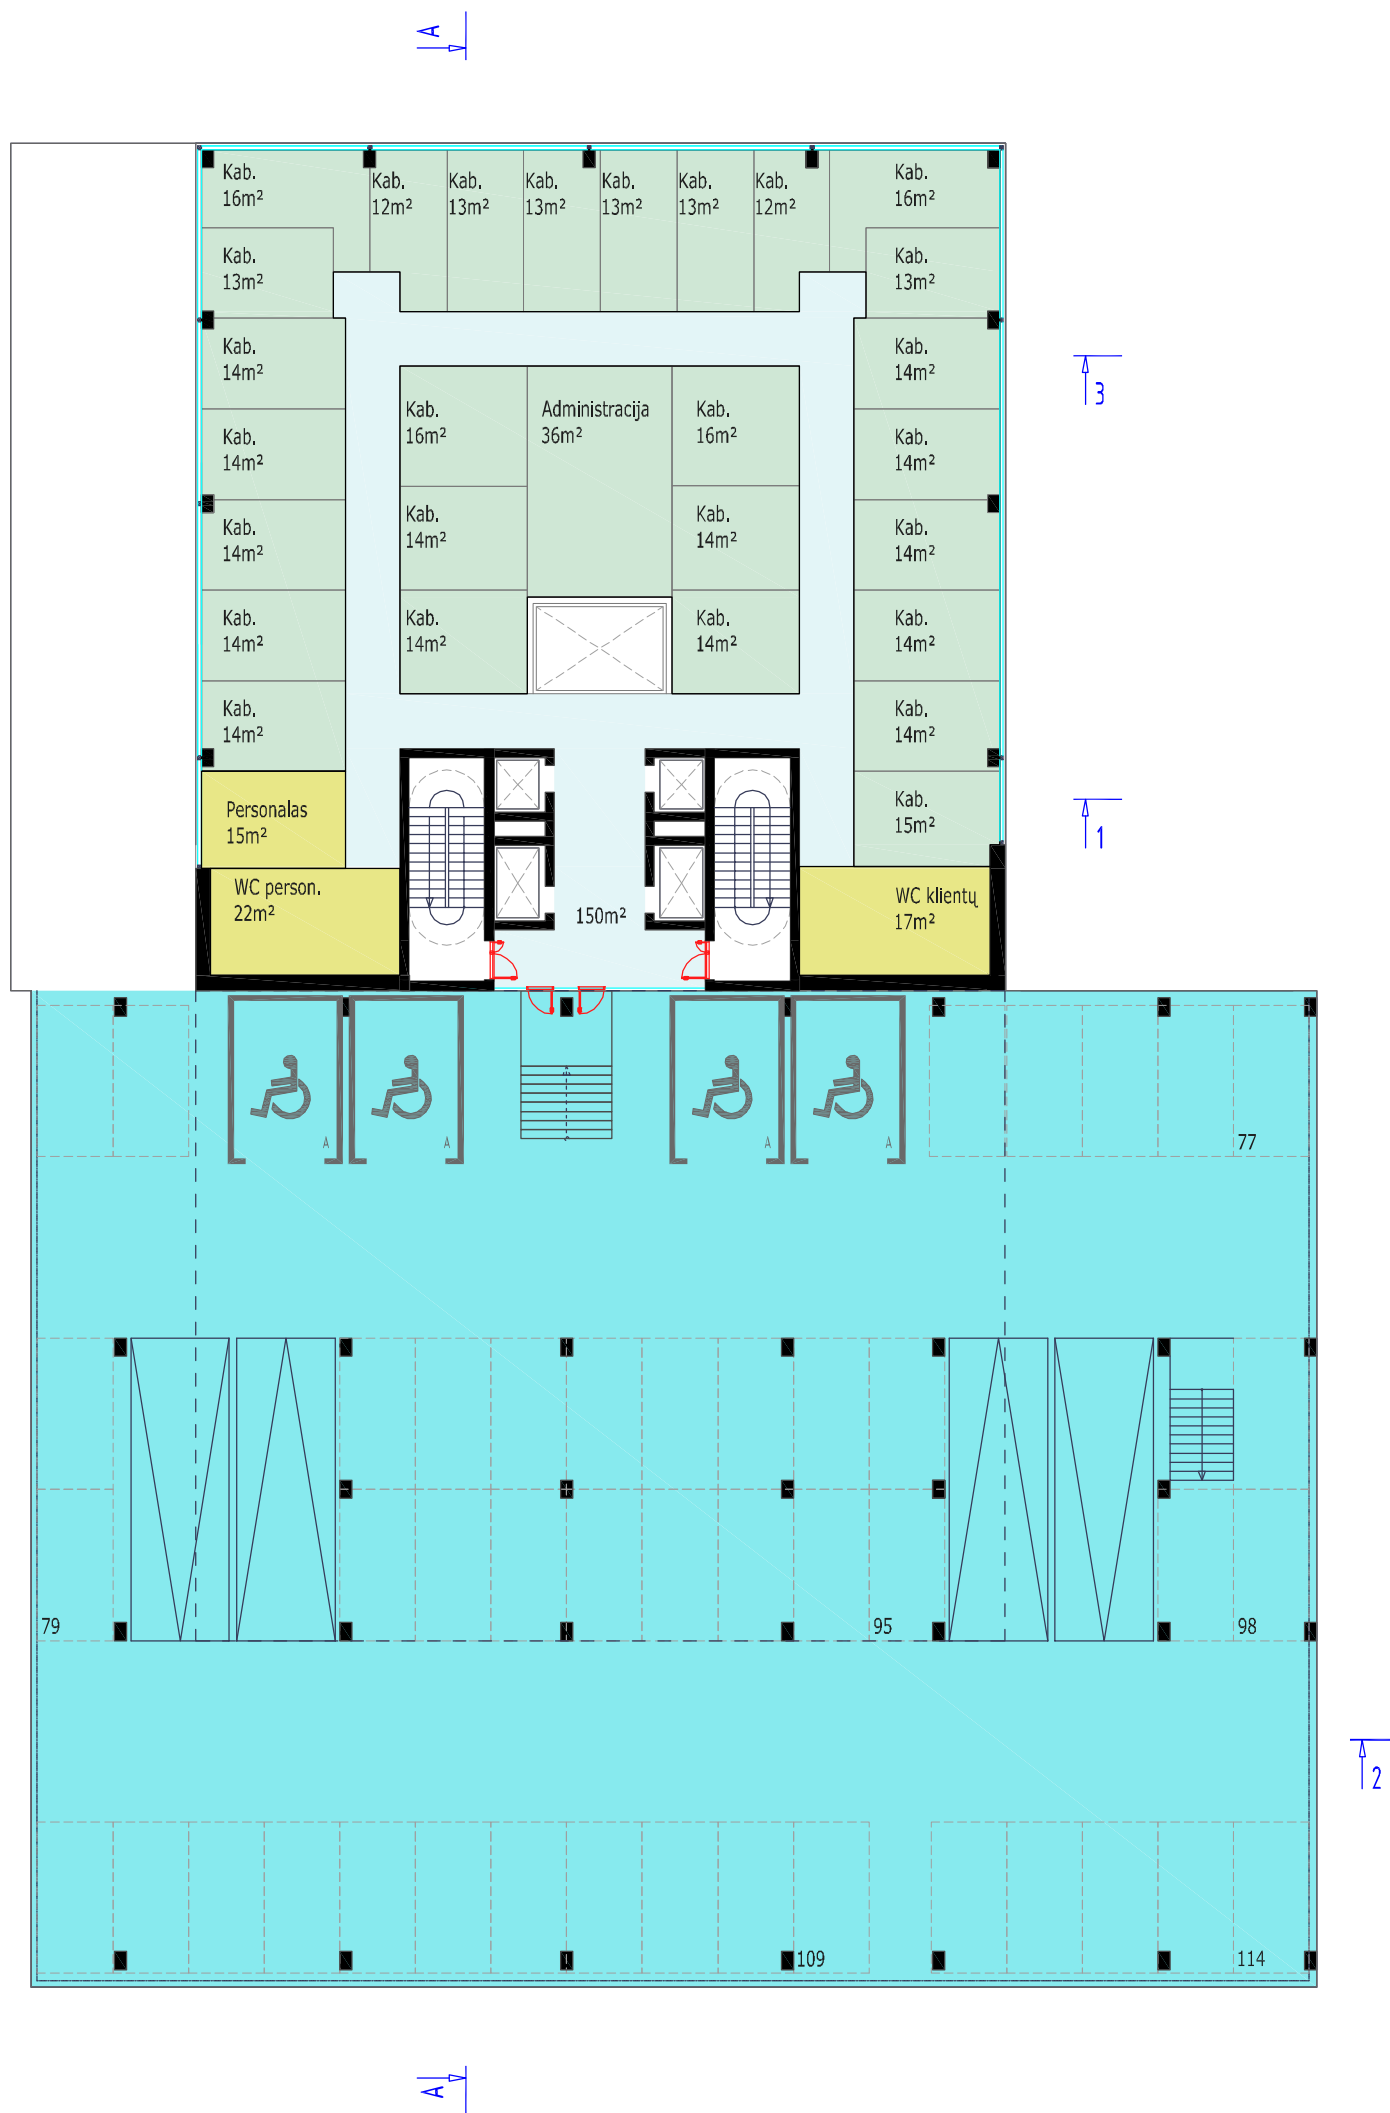 A
Kab.
16m²
Kab.
12m²
Kab.
13m²
Kab.
13m²
Kab.
13m²
Kab.
13m²
Kab.
12m²
Kab.
16m²
Kab.
13m²
Kab.
13m²
Kab.
14m²
Kab.
14m²
3
Kab.
16m²
Administracija
36m²
Kab.
16m²
Kab.
14m²
Kab.
14m²
Kab.
14m²
Kab.
14m²
Kab.
14m²
Kab.
14m²
Kab.
14m²
Kab.
14m²
Kab.
14m²
Kab.
14m²
Kab.
14m²
Kab.
14m²
Personalas
15m²
Kab.
15m²
1
WC person.
22m²
150m²
WC klientų
17m²
A
A
A
A
77
79
95
98
2
109
114
A